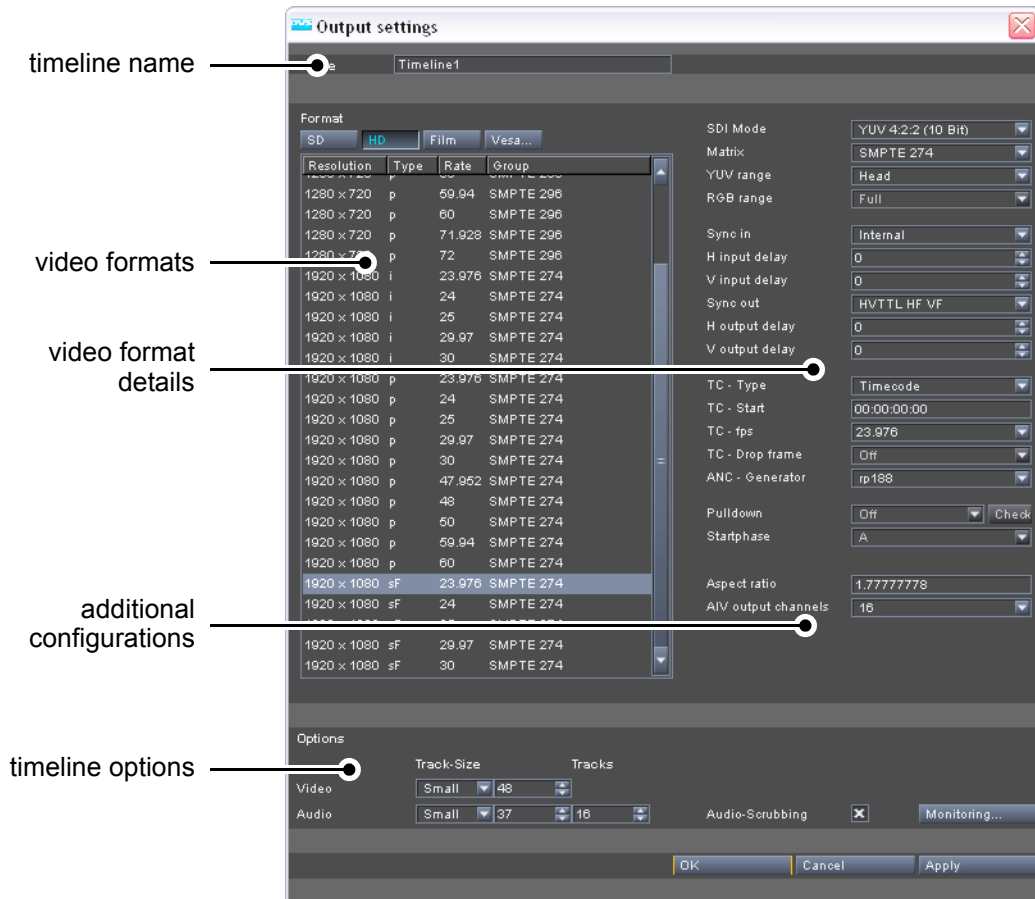 Output settings
timeline name
Timeline1
Format
SD HD Film Vesa...
Resolution Type Rate Group
1280 x 720 p 59.94 SMPTE 296
1280 x 720 p 60 SMPTE 296
1280 x 720 p 71.928 SMPTE 296
1280 x 720 p 72 SMPTE 296
1920 x 1080 i 23.976 SMPTE 274
1920 x 1080 i 24 SMPTE 274
1920 x 1080 i 25 SMPTE 274
1920 x 1080 i 29.97 SMPTE 274
1920 x 1080 i 30 SMPTE 274
1920 x 1080 p 23.976 SMPTE 274
1920 x 1080 p 24 SMPTE 274
1920 x 1080 p 25 SMPTE 274
1920 x 1080 p 29.97 SMPTE 274
1920 x 1080 p 30 SMPTE 274
1920 x 1080 p 47.952 SMPTE 274
1920 x 1080 p 48 SMPTE 274
1920 x 1080 p 50 SMPTE 274
1920 x 1080 p 59.94 SMPTE 274
1920 x 1080 p 60 SMPTE 274
1920 x 1080 sF 23.976 SMPTE 274
1920 x 1080 sF 24 SMPTE 274
1920 x 1080 sF 29.97 SMPTE 274
1920 x 1080 sF 30 SMPTE 274
video formats
video format
details
additional
configurations
SDI Mode YUV 4:2:2 (10 Bit)
Matrix SMPTE 274
YUV range Head
RGB range Full
Sync in Internal
H input delay 0
V input delay 0
Sync out HVTTL HF VF
H output delay 0
V output delay 0
TC - Type Timecode
TC - Start 00:00:00:00
TC - fps 23.976
TC - Drop frame Off
ANC - Generator rp188
Pulldown Off Check
Startphase A
Aspect ratio 1.77777778
AIV output channels 16
timeline options
Options
Track-Size Tracks
Video Small 48
Audio Small 37 16 Audio-Scrubbing Monitoring...
OK Cancel Apply